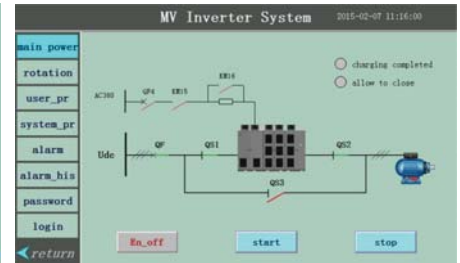 MV Inverter System
2015-02-07 11:16:00
main power
rotation
user_pr
system_pr
alarm
alarm_his
password
login
return
charging completed
allow to close
KM16
AC380
QF4
KM15
Udc
QF
QS1
QS2
QS3
En_off
start
stop